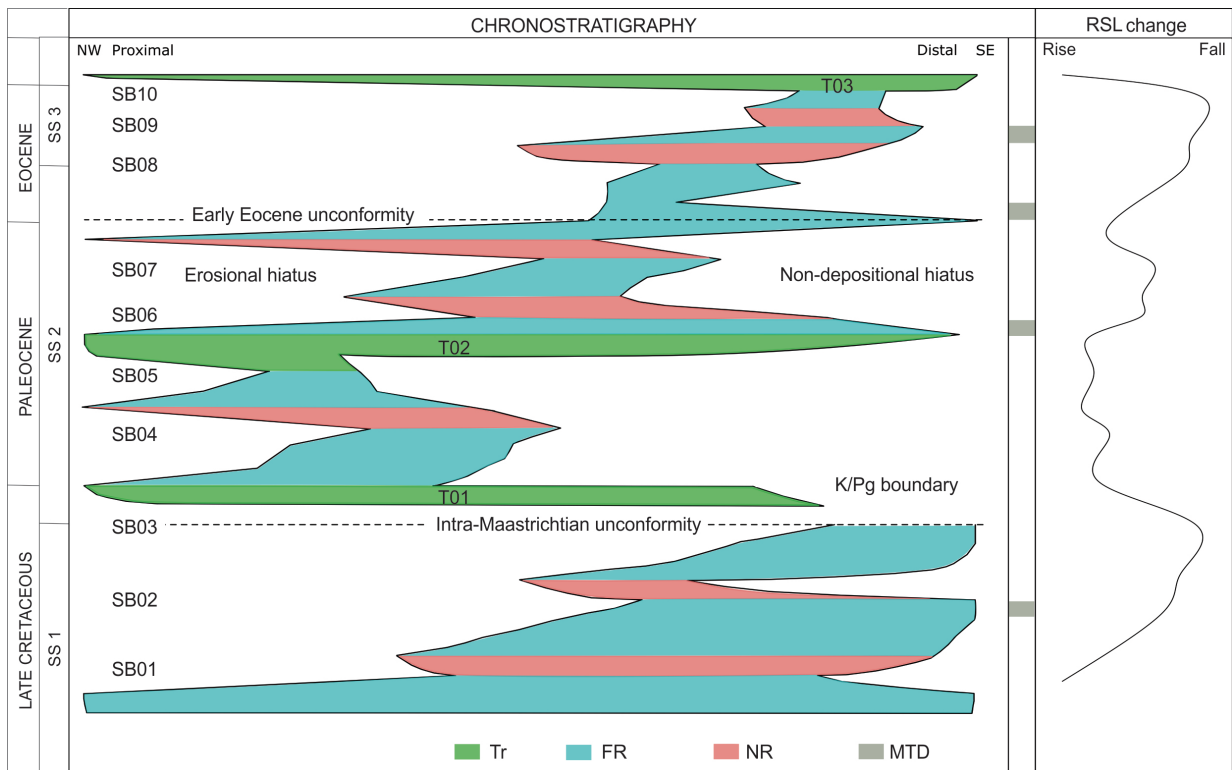 CHRONOSTRATIGRAPHY
RSL change
NW Proximal
Distal SE
Rise
Fall
T03
SB10
SS 3
SB09
EOCENE
SB08
Early Eocene unconformity
SB07
Erosional hiatus
Non-depositional hiatus
SB06
SS 2
PALEOCENE
T02
SB05
SB04
K/Pg boundary
T01
SB03
Intra-Maastrichtian unconformity
SB02
LATE CRETACEOUS
SS 1
SB01
Tr
FR
NR
MTD